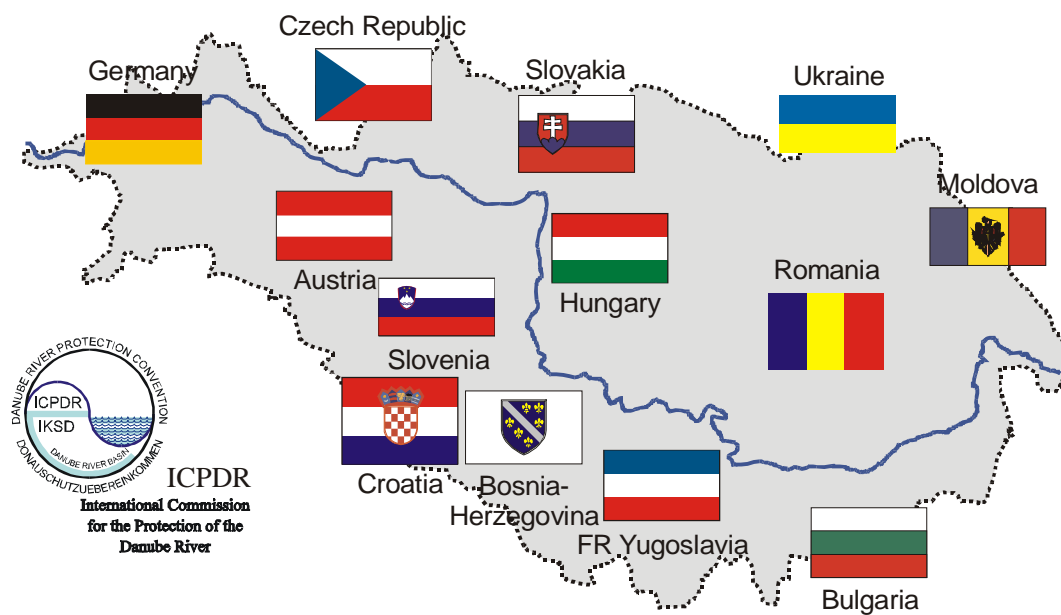 Czech Republic
Germany
Slovakia
Ukraine
Moldova
Austria
Hungary
Romania
Slovenia
Croatia
Bosnia-
Herzegovina
FR Yugoslavia
Bulgaria
DANUBE RIVER PROTECTION CONVENTION
ICPDR
IKSD
DANUBE RIVER BASIN
DONAUSCHUTZUEBEREINKOMMEN
ICPDR
International Commission
for the Protection of the
Danube River